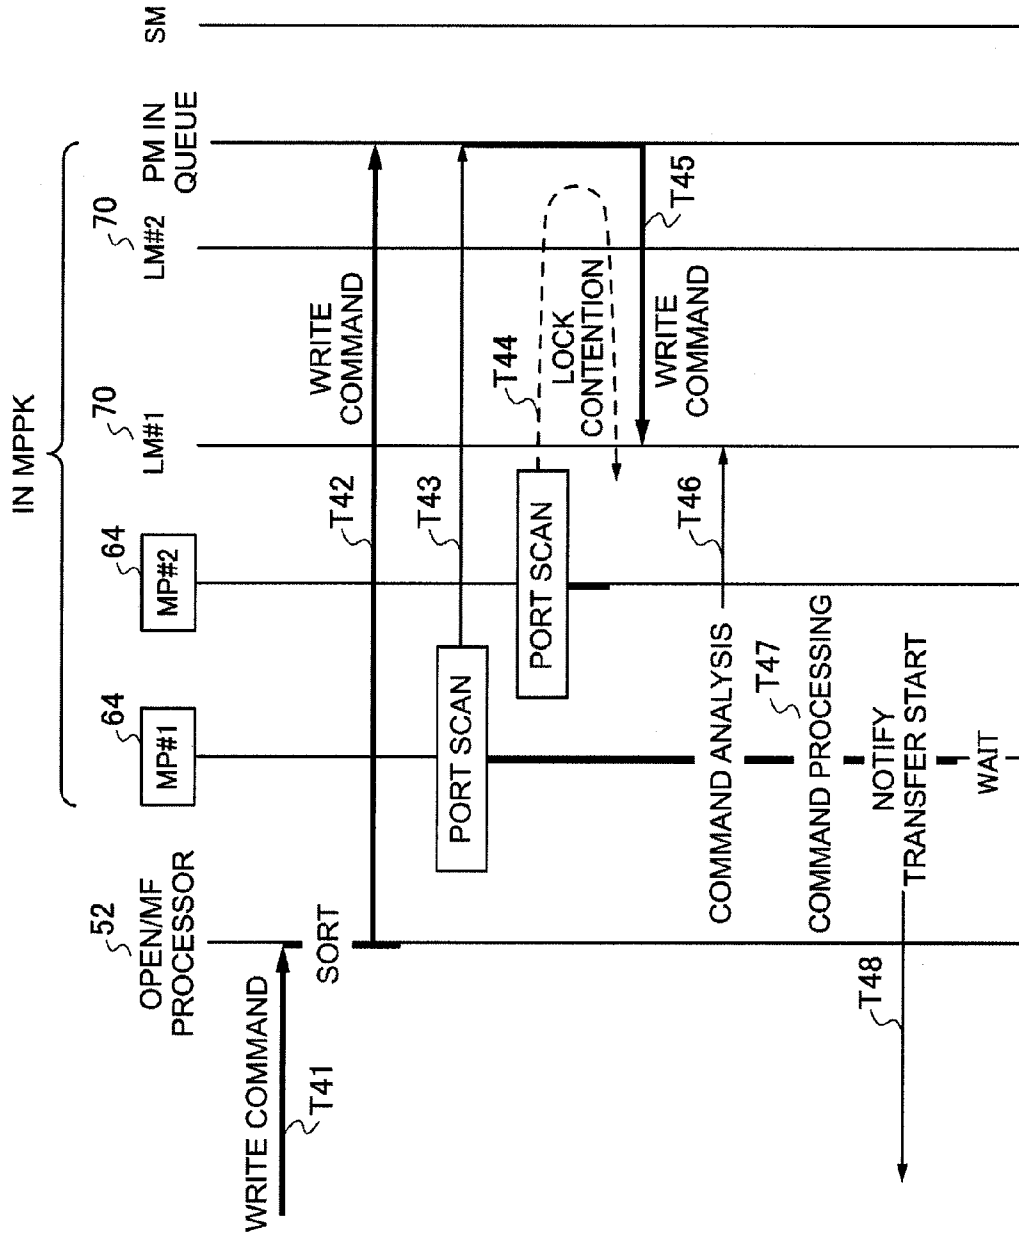 IN MPPK
52
OPEN/MF
PROCESSOR
64
MP#1
64
MP#2
70
LM#1
70
LM#2
PM IN
QUEUE
SM
WRITE COMMAND
T41
SORT
T42
WRITE
COMMAND
PORT SCAN
T43
PORT SCAN
T44
LOCK
CONTENTION
T45
WRITE
COMMAND
COMMAND ANALYSIS
T46
T47
COMMAND PROCESSING
NOTIFY
TRANSFER START
T48
WAIT